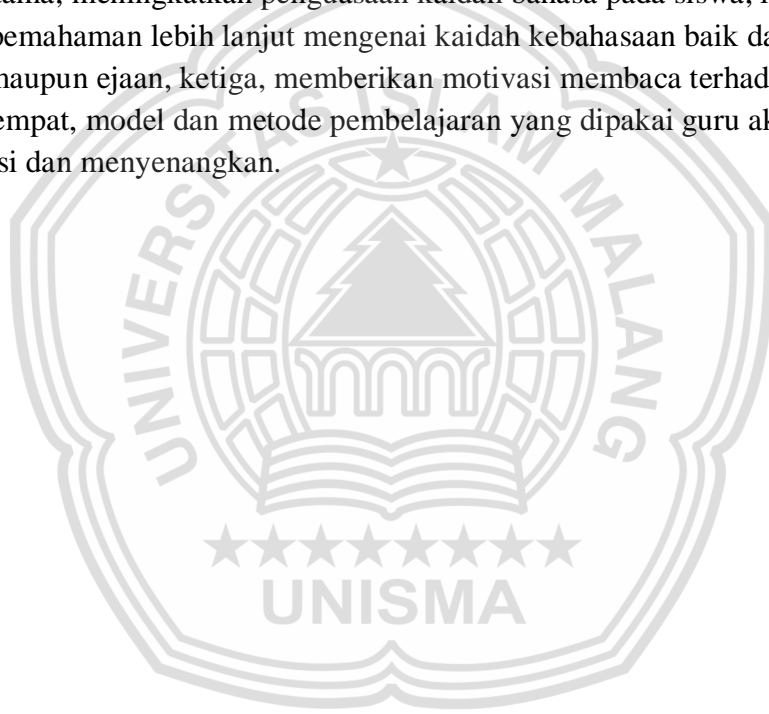 meningkatkan penguasaan kaidah bahasa pada siswa,
pemahaman lebih lanjut mengenai kaidah kebahasaan baik da
maupun ejaan, ketiga, memberikan motivasi membaca terhad
empat, model dan metode pembelajaran yang dipakai guru ak
si dan menyenangkan.
UNIVERSITAS ISLAM MALANG
UNISMA